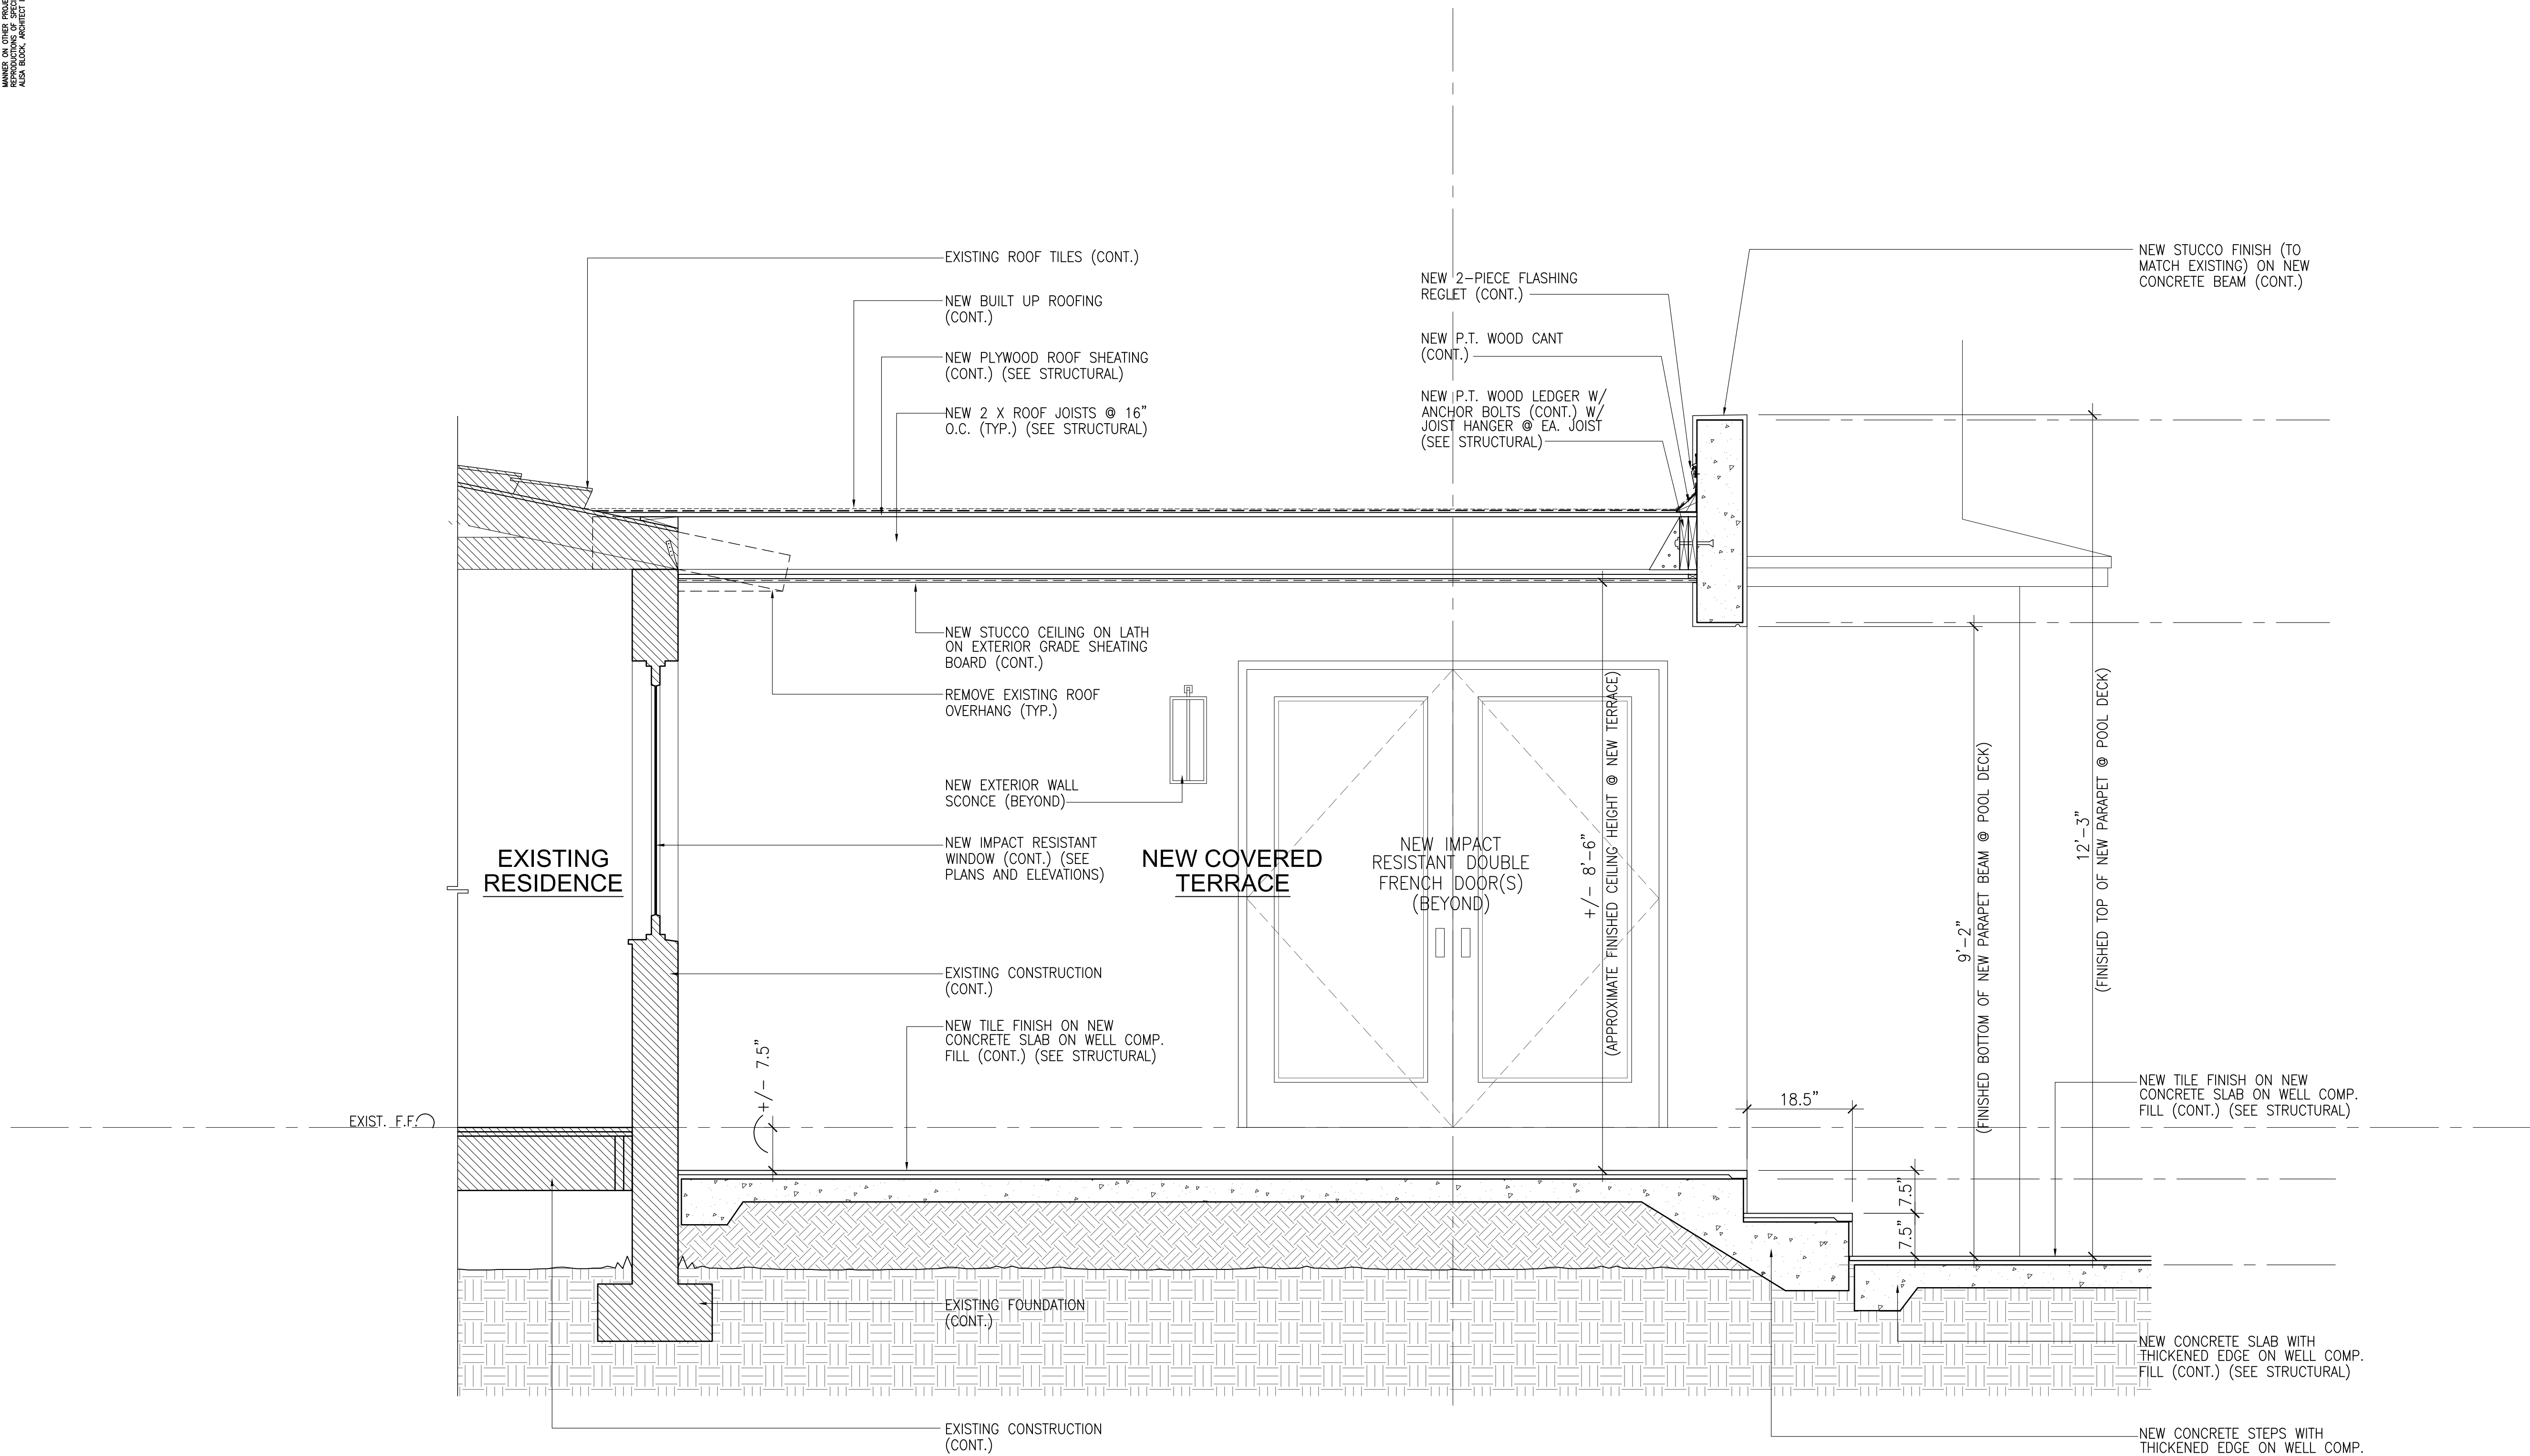 MANNER ON OTHER PROJE
REPRODUCTIONS OF SPECI
ALISA BLOCK, ARCHITECT
EXISTING ROOF TILES (CONT.)
NEW BUILT UP ROOFING
(CONT.)
NEW PLYWOOD ROOF SHEATING
(CONT.) (SEE STRUCTURAL)
NEW 2 X ROOF JOISTS @ 16"
O.C. (TYP.) (SEE STRUCTURAL)
NEW 2-PIECE FLASHING
REGLET (CONT.)
NEW P.T. WOOD CANT
(CONT.)
NEW P.T. WOOD LEDGER W/
ANCHOR BOLTS (CONT.) W/
JOIST HANGER @ EA. JOIST
(SEE STRUCTURAL)
NEW STUCCO FINISH (TO
MATCH EXISTING) ON NEW
CONCRETE BEAM (CONT.)
NEW STUCCO CEILING ON LATH
ON EXTERIOR GRADE SHEATING
BOARD (CONT.)
REMOVE EXISTING ROOF
OVERHANG (TYP.)
NEW EXTERIOR WALL
SCONCE (BEYOND)
NEW IMPACT RESISTANT
WINDOW (CONT.) (SEE
PLANS AND ELEVATIONS)
EXISTING
RESIDENCE
NEW COVERED
TERRACE
NEW IMPACT
RESISTANT DOUBLE
FRENCH DOOR(S)
(BEYOND)
+/- 8'-6"
(APPROXIMATE FINISHED CEILING HEIGHT @ NEW TERRACE)
9'-2"
(FINISHED BOTTOM OF NEW PARAPET BEAM @ POOL DECK)
12'-3"
(FINISHED TOP OF NEW PARAPET @ POOL DECK)
EXISTING CONSTRUCTION
(CONT.)
NEW TILE FINISH ON NEW
CONCRETE SLAB ON WELL COMP.
FILL (CONT.) (SEE STRUCTURAL)
+/- 7.5"
EXIST. F.F.
18.5"
7.5"
7.5"
NEW TILE FINISH ON NEW
CONCRETE SLAB ON WELL COMP.
FILL (CONT.) (SEE STRUCTURAL)
EXISTING FOUNDATION
(CONT.)
NEW CONCRETE SLAB WITH
THICKENED EDGE ON WELL COMP.
FILL (CONT.) (SEE STRUCTURAL)
EXISTING CONSTRUCTION
(CONT.)
NEW CONCRETE STEPS WITH
THICKENED EDGE ON WELL COMP.